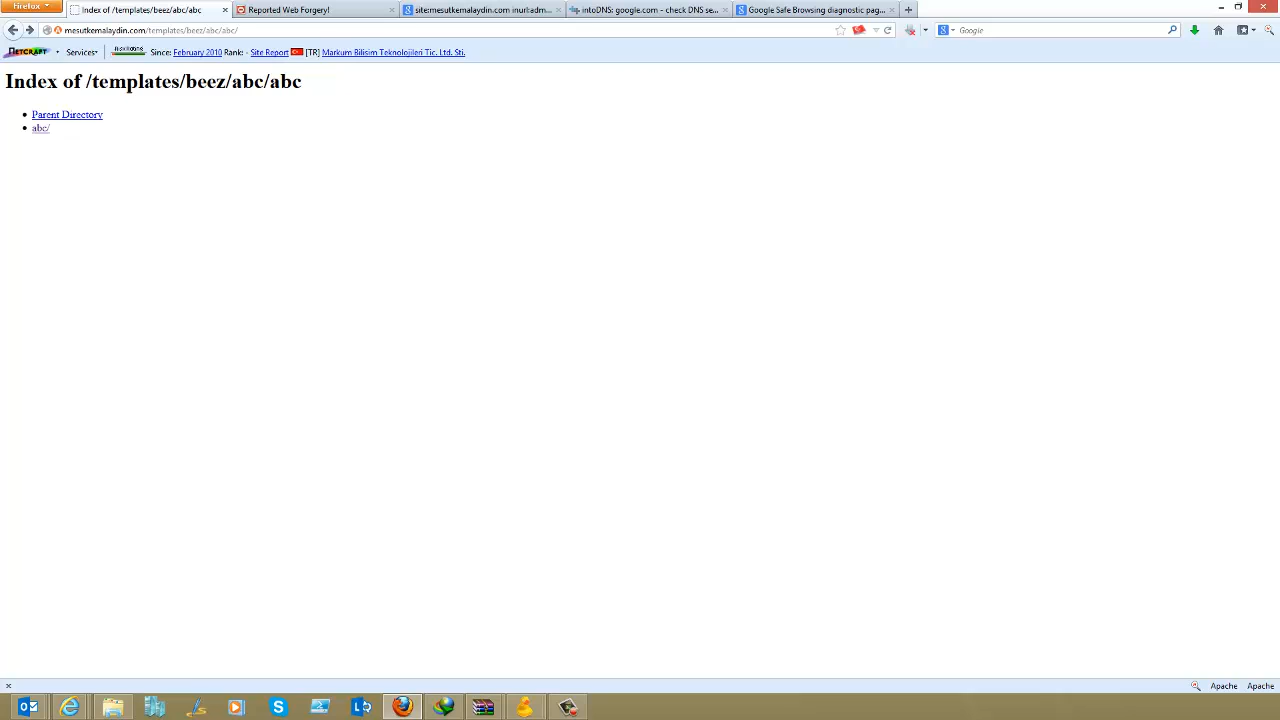 Firefox
Index of /templates/beez/abc/abc
Reported Web Forgery!
site:mesutkemalaydin.com inurl:adm...
intoDNS: google.com - check DNS se...
Google Safe Browsing diagnostic pag...
mesutkemalaydin.com/templates/beez/abc/abc/
Google
NETCRAFT Services Since: February 2010 Rank: - Site Report [TR] Markum Bilisim Teknolojileri Tic. Ltd. Sti.
Index of /templates/beez/abc/abc
Parent Directory
abc/
Apache Apache